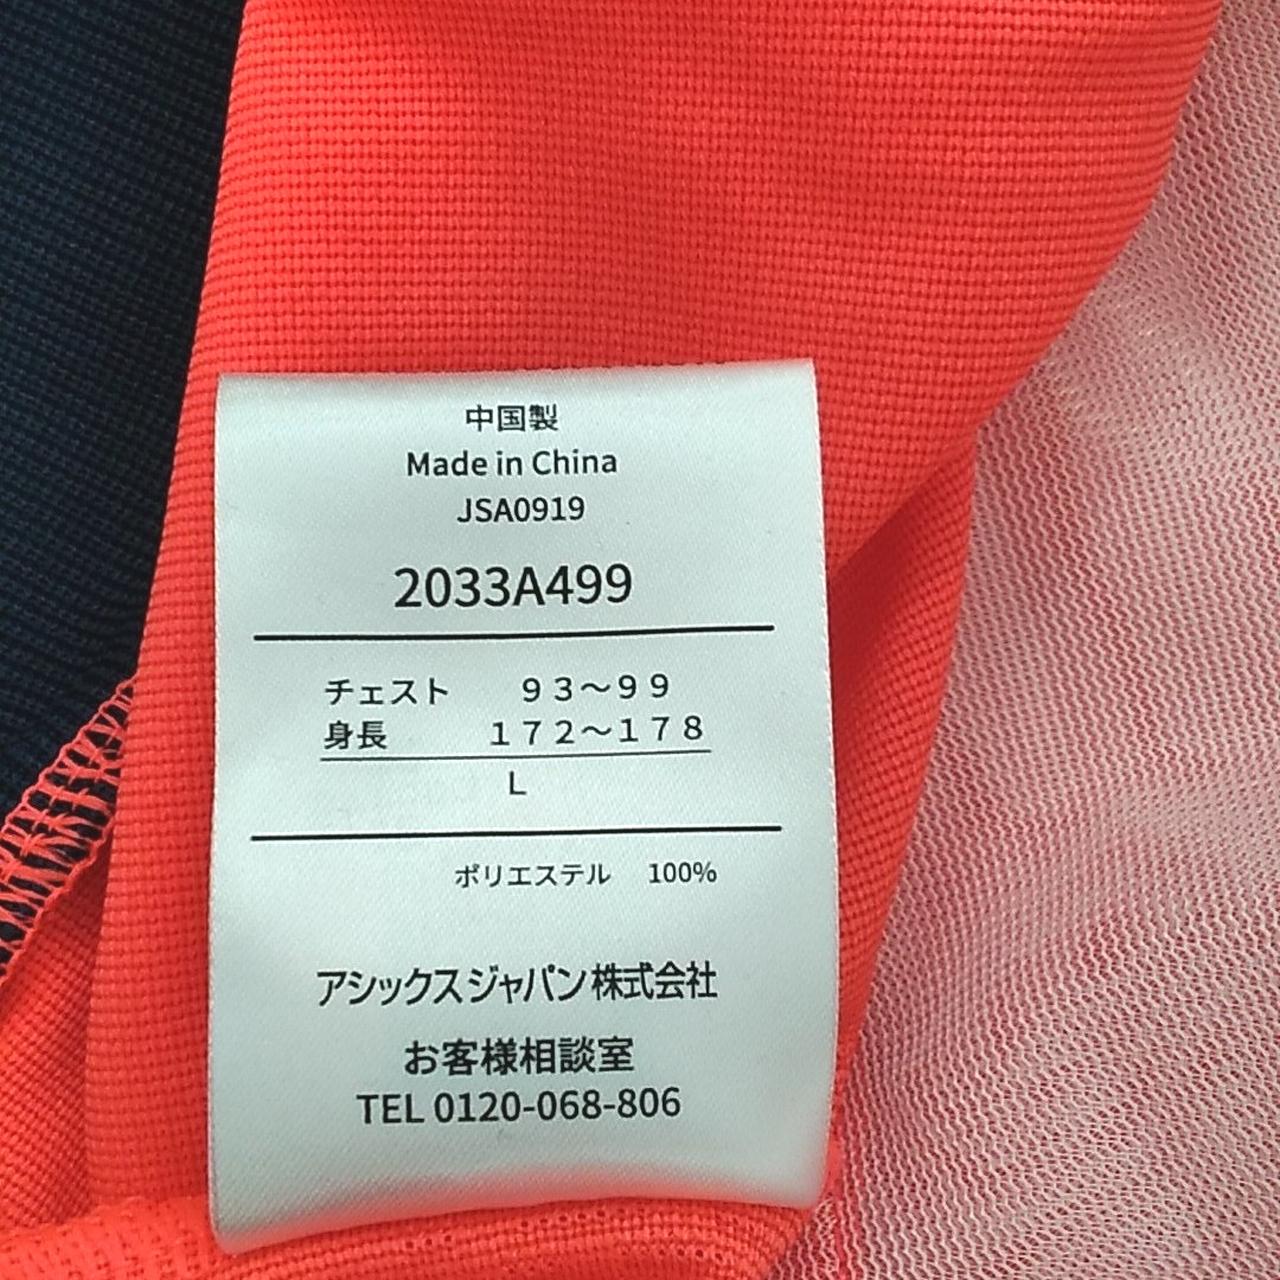 中国製
Made in China
JSA0919
2033A499
チェスト ９３〜９９
身長 １７２〜１７８
L
ポリエステル 100%
アシックスジャパン株式会社
お客様相談室
TEL 0120-068-806